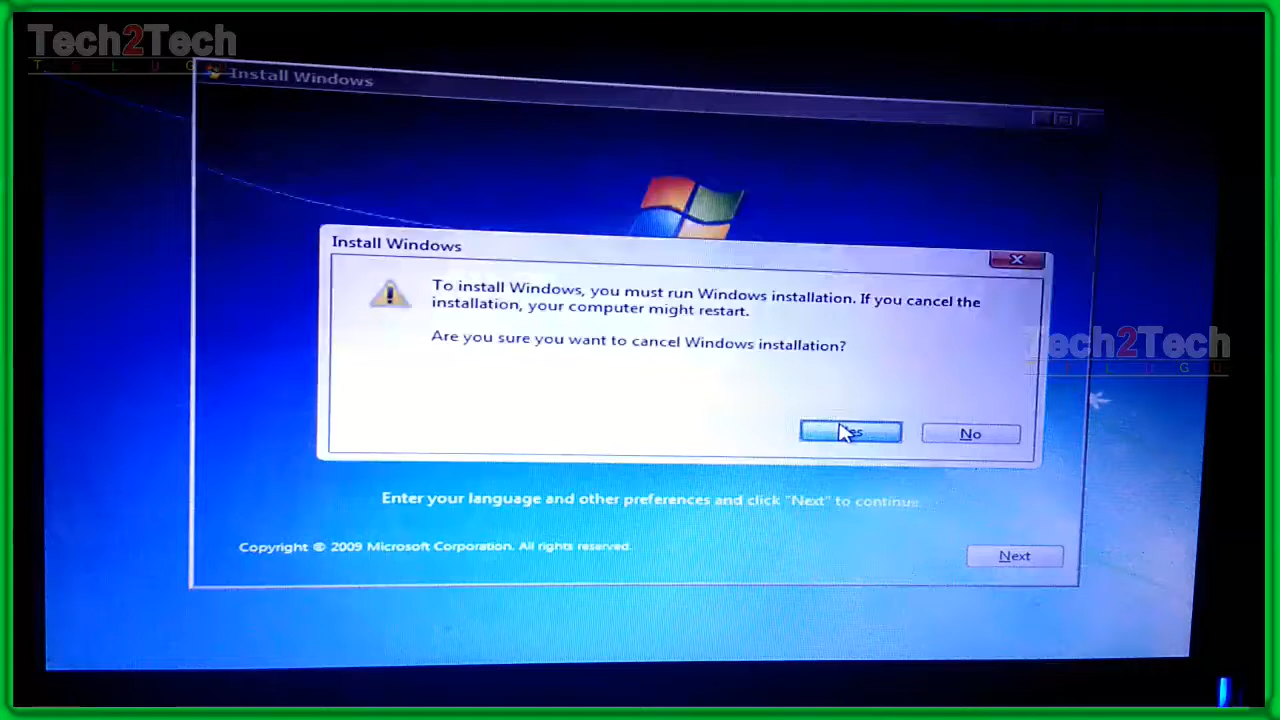 Tech2Tech
T E L U G U
Install Windows
Install Windows
To install Windows, you must run Windows installation. If you cancel the
installation, your computer might restart.
Are you sure you want to cancel Windows installation?
Tech2Tech
T E L U G U
Yes
No
Enter your language and other preferences and click "Next" to continue.
Copyright © 2009 Microsoft Corporation. All rights reserved.
Next